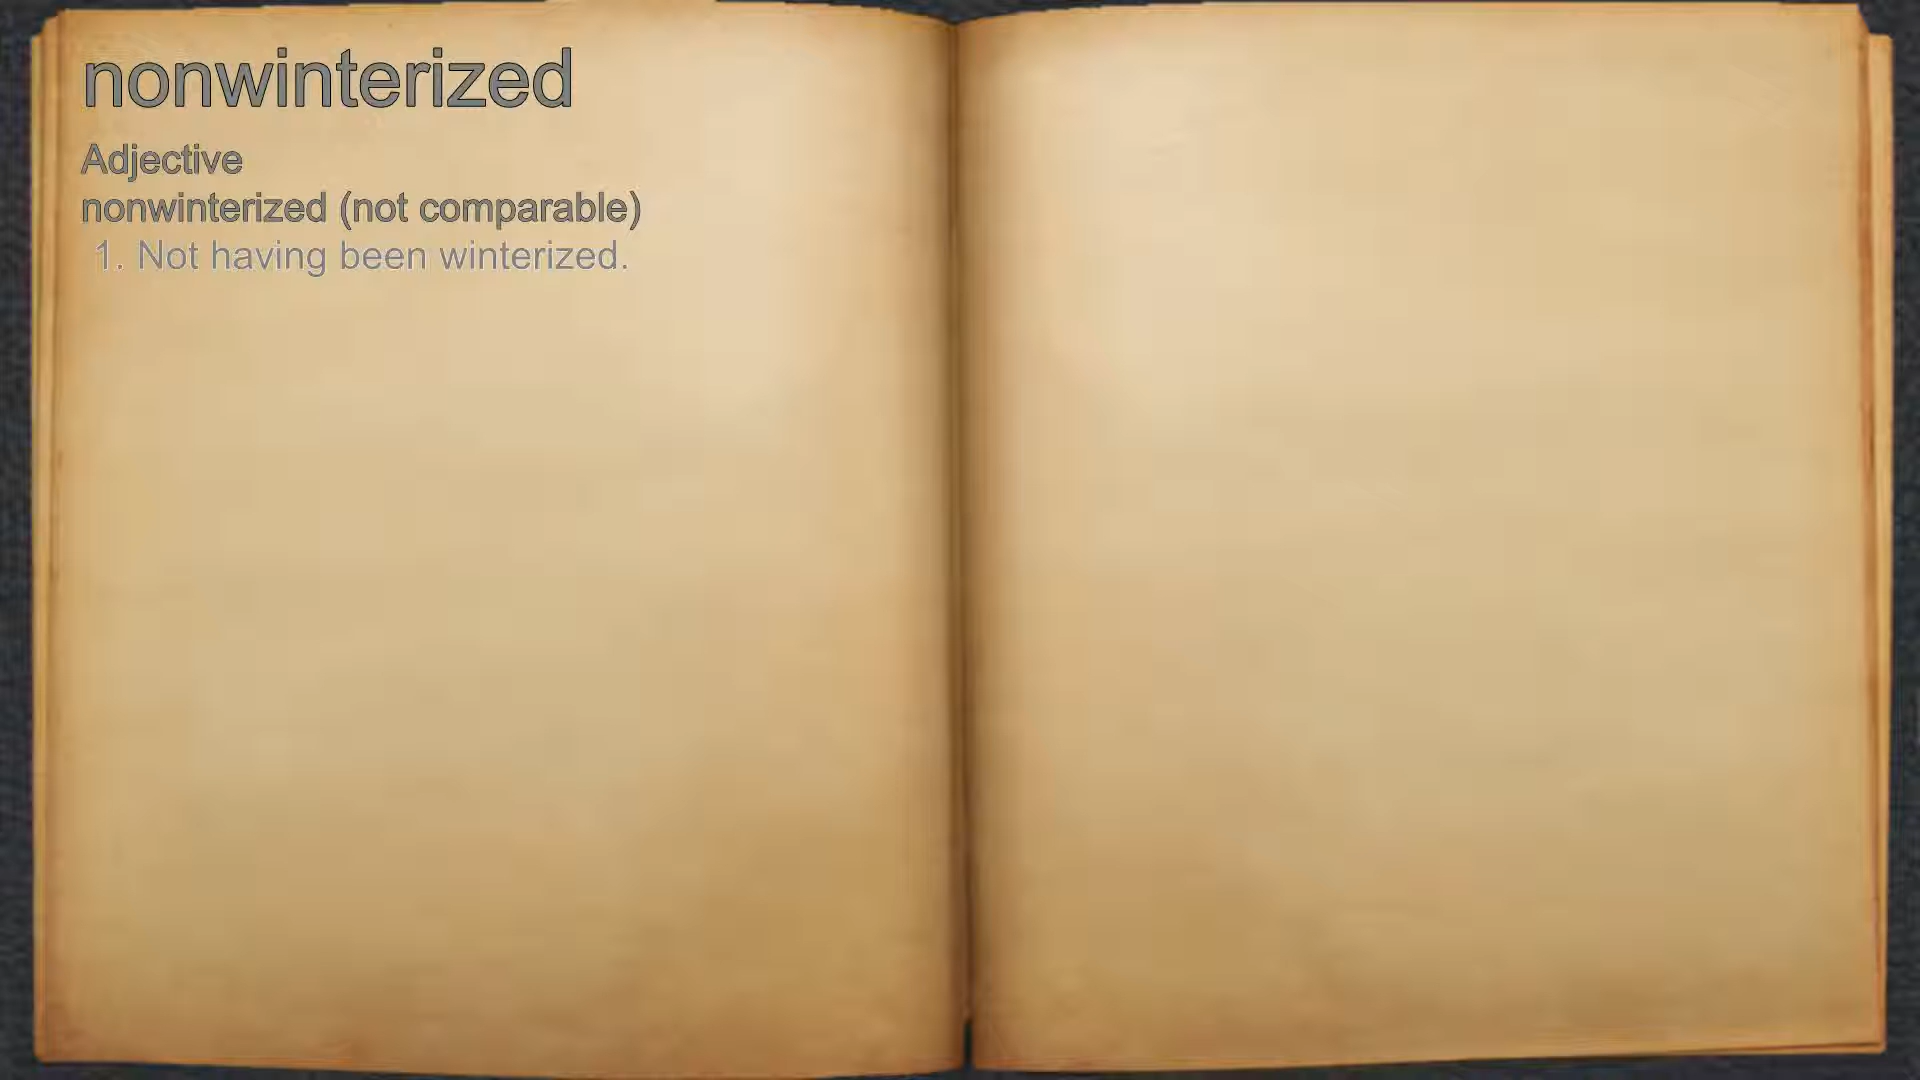 nonwinterized
Adjective
nonwinterized (not comparable)
1. Not having been winterized.